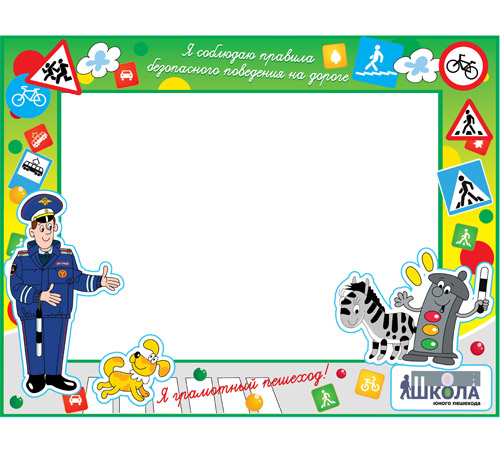 Я соблюдаю правила
безопасного поведения на дороге
Я грамотный пешеход!
ШКОЛА
юного пешехода